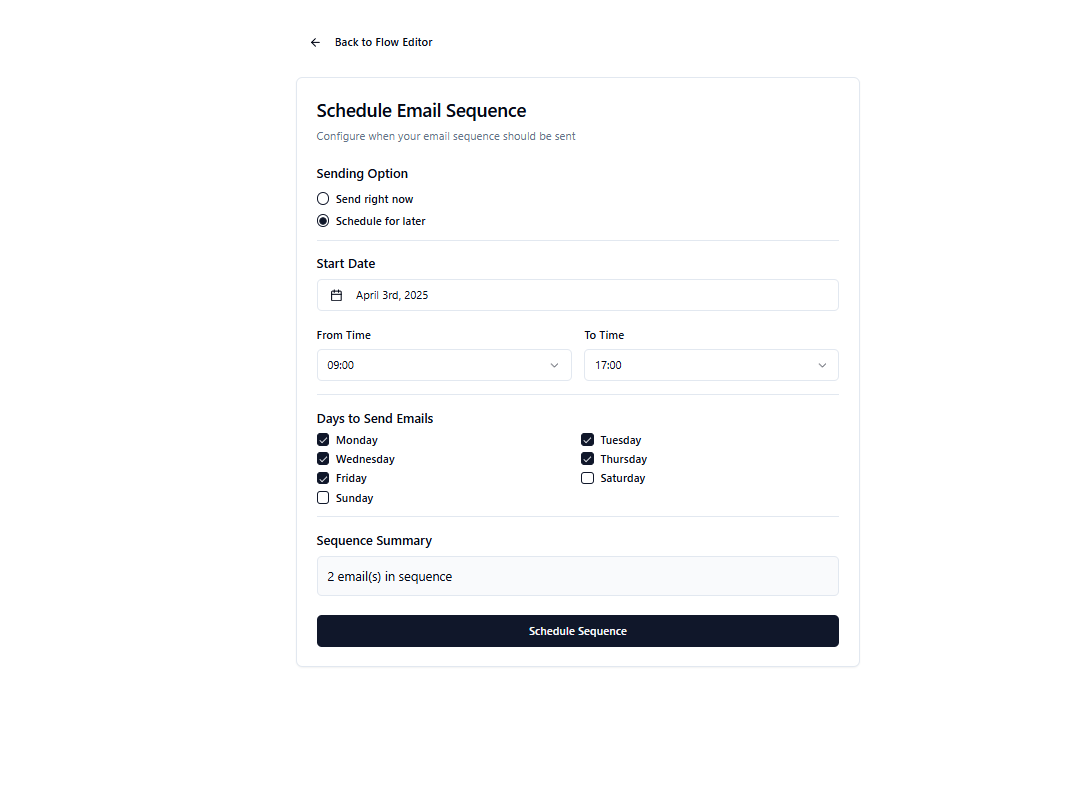 Back to Flow Editor
Schedule Email Sequence
Configure when your email sequence should be sent
Sending Option
Send right now
Schedule for later
Start Date
April 3rd, 2025
From Time To Time
09:00 17:00
Days to Send Emails
Monday Tuesday
Wednesday Thursday
Friday Saturday
Sunday
Sequence Summary
2 email(s) in sequence
Schedule Sequence